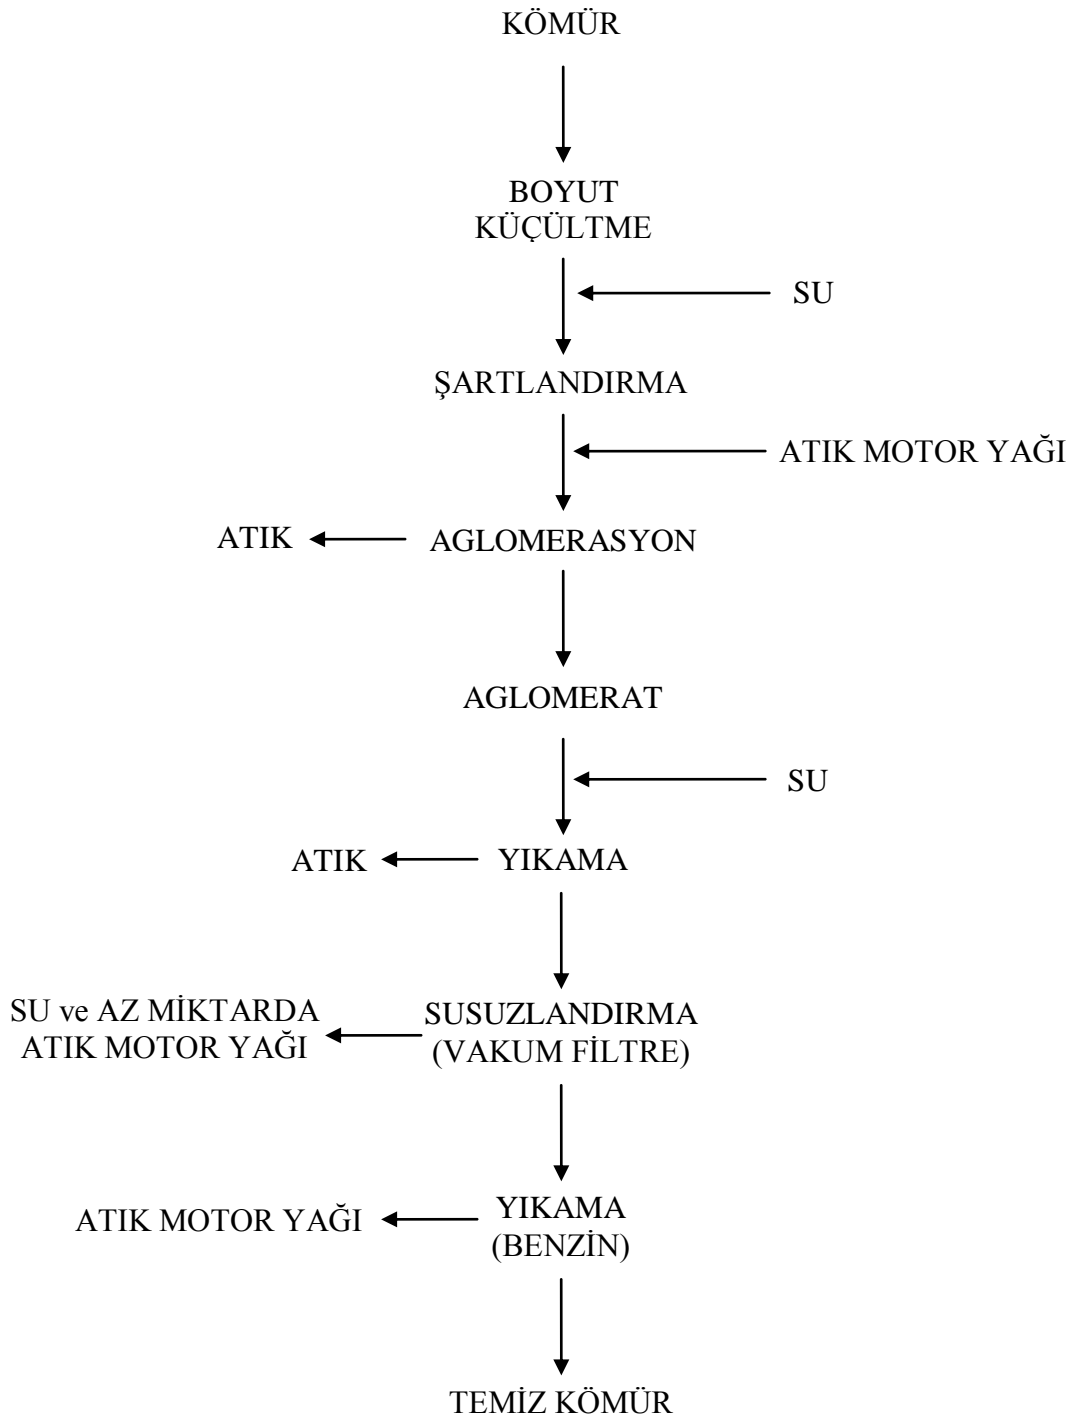 KÖMÜR
BOYUT
KÜÇÜLTME
SU
ŞARTLANDIRMA
ATIK MOTOR YAĞI
ATIK
AGLOMERASYON
AGLOMERAT
SU
ATIK
YIKAMA
SU ve AZ MİKTARDA
ATIK MOTOR YAĞI
SUSUZLANDIRMA
(VAKUM FİLTRE)
ATIK MOTOR YAĞI
YIKAMA
(BENZİN)
TEMİZ KÖMÜR